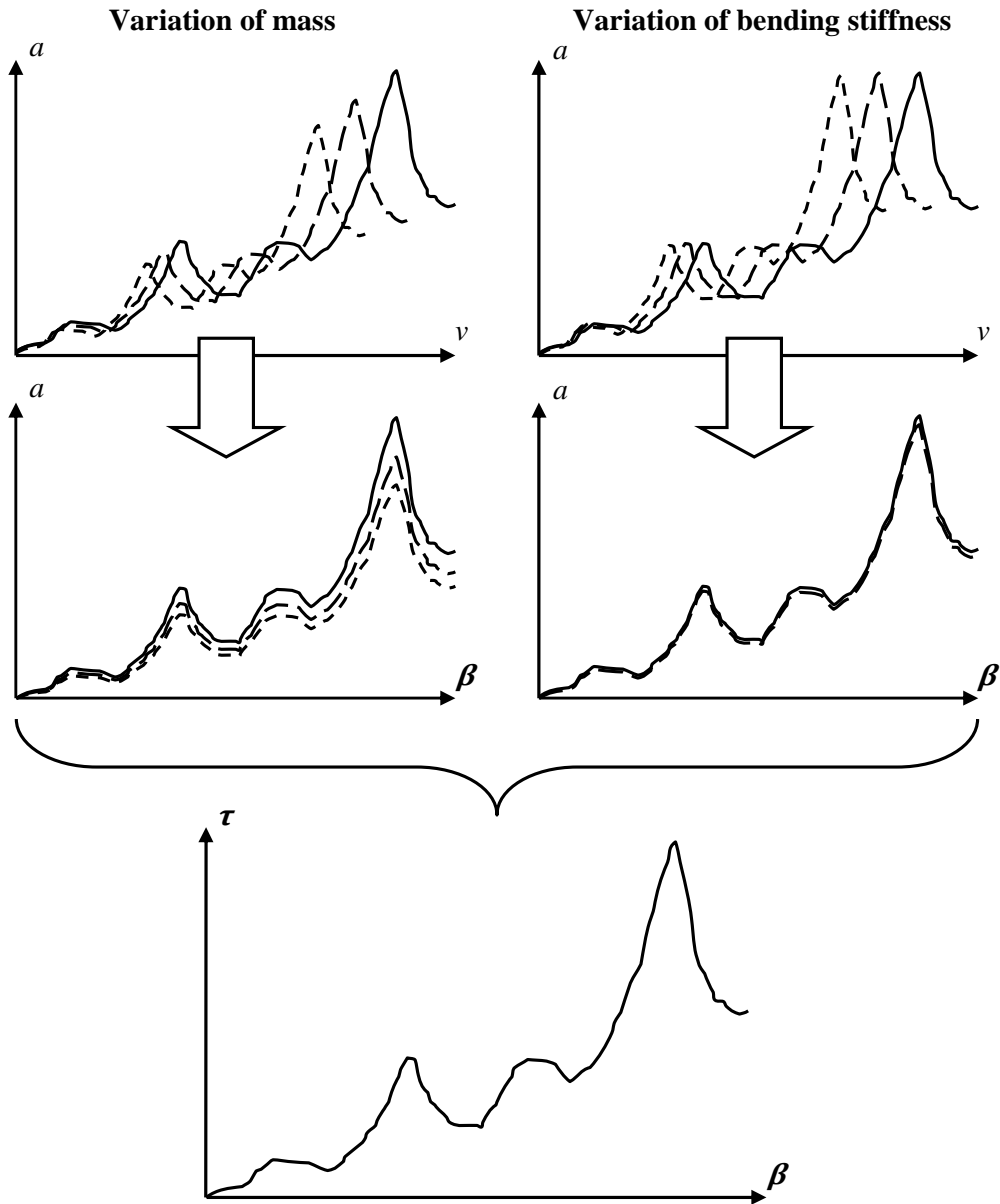 Variation of mass
Variation of bending stiffness
a
a
v
v
a
a
β
β
τ
β